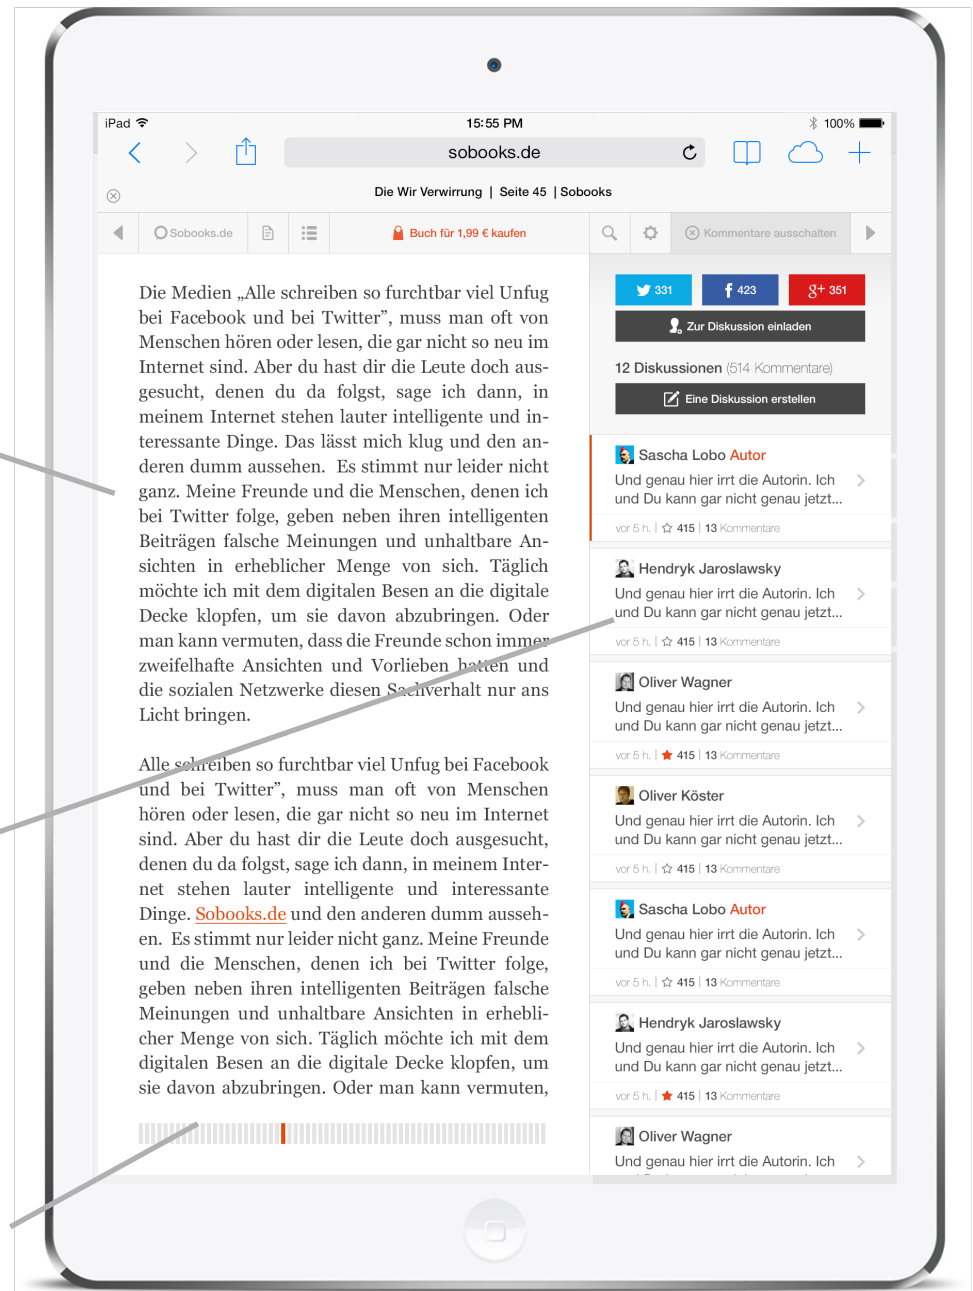 iPad
15:55 PM
100%
sobooks.de
Die Wir Verwirrung | Seite 45 | Sobooks
Sobooks.de
Buch für 1,99 € kaufen
Kommentare ausschalten
Die Medien „Alle schreiben so furchtbar viel Unfug
bei Facebook und bei Twitter”, muss man oft von
Menschen hören oder lesen, die gar nicht so neu im
Internet sind. Aber du hast dir die Leute doch aus-
gesucht, denen du da folgst, sage ich dann, in
meinem Internet stehen lauter intelligente und in-
teressante Dinge. Das lässt mich klug und den an-
deren dumm aussehen. Es stimmt nur leider nicht
ganz. Meine Freunde und die Menschen, denen ich
bei Twitter folge, geben neben ihren intelligenten
Beiträgen falsche Meinungen und unhaltbare An-
sichten in erheblicher Menge von sich. Täglich
möchte ich mit dem digitalen Besen an die digitale
Decke klopfen, um sie davon abzubringen. Oder
man kann vermuten, dass die Freunde schon immer
zweifelhafte Ansichten und Vorlieben hatten und
die sozialen Netzwerke diesen Sachverhalt nur ans
Licht bringen.
Alle schreiben so furchtbar viel Unfug bei Facebook
und bei Twitter”, muss man oft von Menschen
hören oder lesen, die gar nicht so neu im Internet
sind. Aber du hast dir die Leute doch ausgesucht,
denen du da folgst, sage ich dann, in meinem Inter-
net stehen lauter intelligente und interessante
Dinge. Sobooks.de und den anderen dumm ausseh-
en. Es stimmt nur leider nicht ganz. Meine Freunde
und die Menschen, denen ich bei Twitter folge,
geben neben ihren intelligenten Beiträgen falsche
Meinungen und unhaltbare Ansichten in erhebli-
cher Menge von sich. Täglich möchte ich mit dem
digitalen Besen an die digitale Decke klopfen, um
sie davon abzubringen. Oder man kann vermuten,
331
f 423
g+ 351
Zur Diskussion einladen
12 Diskussionen (514 Kommentare)
Eine Diskussion erstellen
Sascha Lobo Autor
Und genau hier irrt die Autorin. Ich
und Du kann gar nicht genau jetzt...
vor 5 h. | 415 | 13 Kommentare
Hendryk Jaroslawsky
Und genau hier irrt die Autorin. Ich
und Du kann gar nicht genau jetzt...
vor 5 h. | 415 | 13 Kommentare
Oliver Wagner
Und genau hier irrt die Autorin. Ich
und Du kann gar nicht genau jetzt...
vor 5 h. | 415 | 13 Kommentare
Oliver Köster
Und genau hier irrt die Autorin. Ich
und Du kann gar nicht genau jetzt...
vor 5 h. | 415 | 13 Kommentare
Sascha Lobo Autor
Und genau hier irrt die Autorin. Ich
und Du kann gar nicht genau jetzt...
vor 5 h. | 415 | 13 Kommentare
Hendryk Jaroslawsky
Und genau hier irrt die Autorin. Ich
und Du kann gar nicht genau jetzt...
vor 5 h. | 415 | 13 Kommentare
Oliver Wagner
Und genau hier irrt die Autorin. Ich